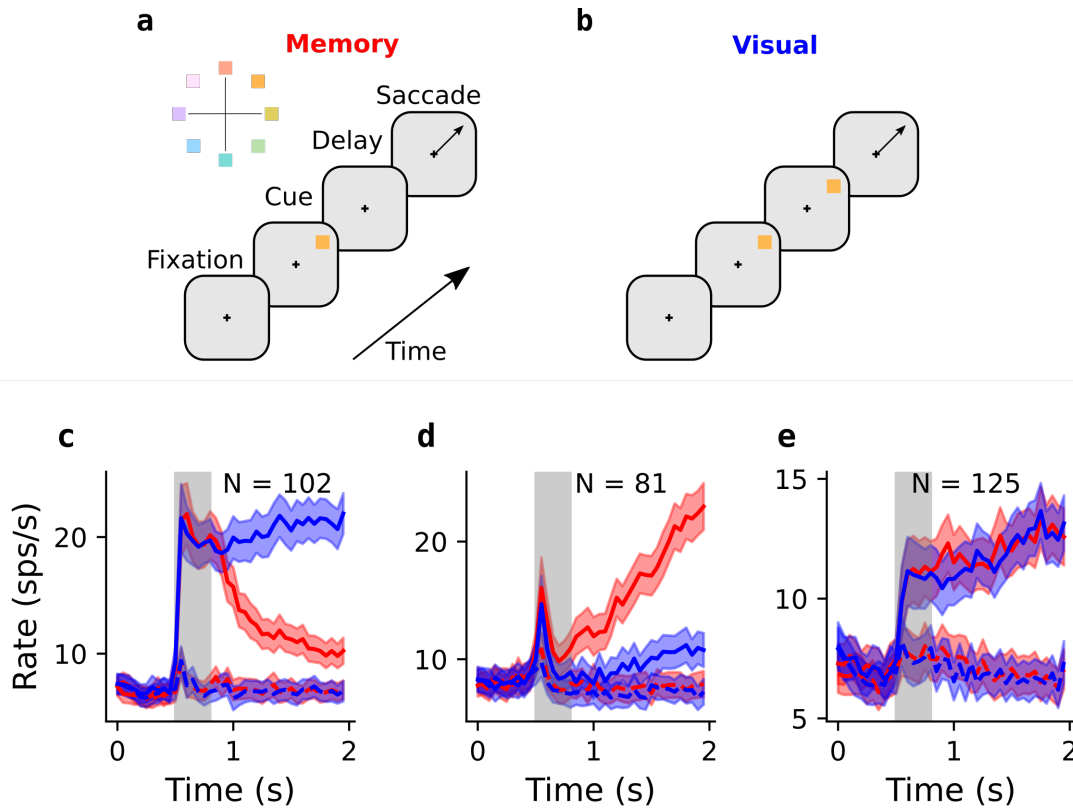 a
Memory
Saccade
Delay
Cue
Fixation
Time
b
Visual
c
N = 102
Rate (sps/s)
20
10
0
1
2
Time (s)
d
N = 81
20
10
0
1
2
Time (s)
e
N = 125
15
10
5
0
1
2
Time (s)